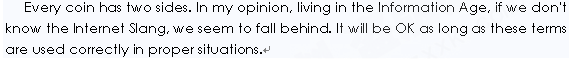 Every coin has two sides. In my opinion, living in the Information Age, if we don't
know the Internet Slang, we seem to fall behind. It will be OK as long as these terms
are used correctly in proper situations.↵